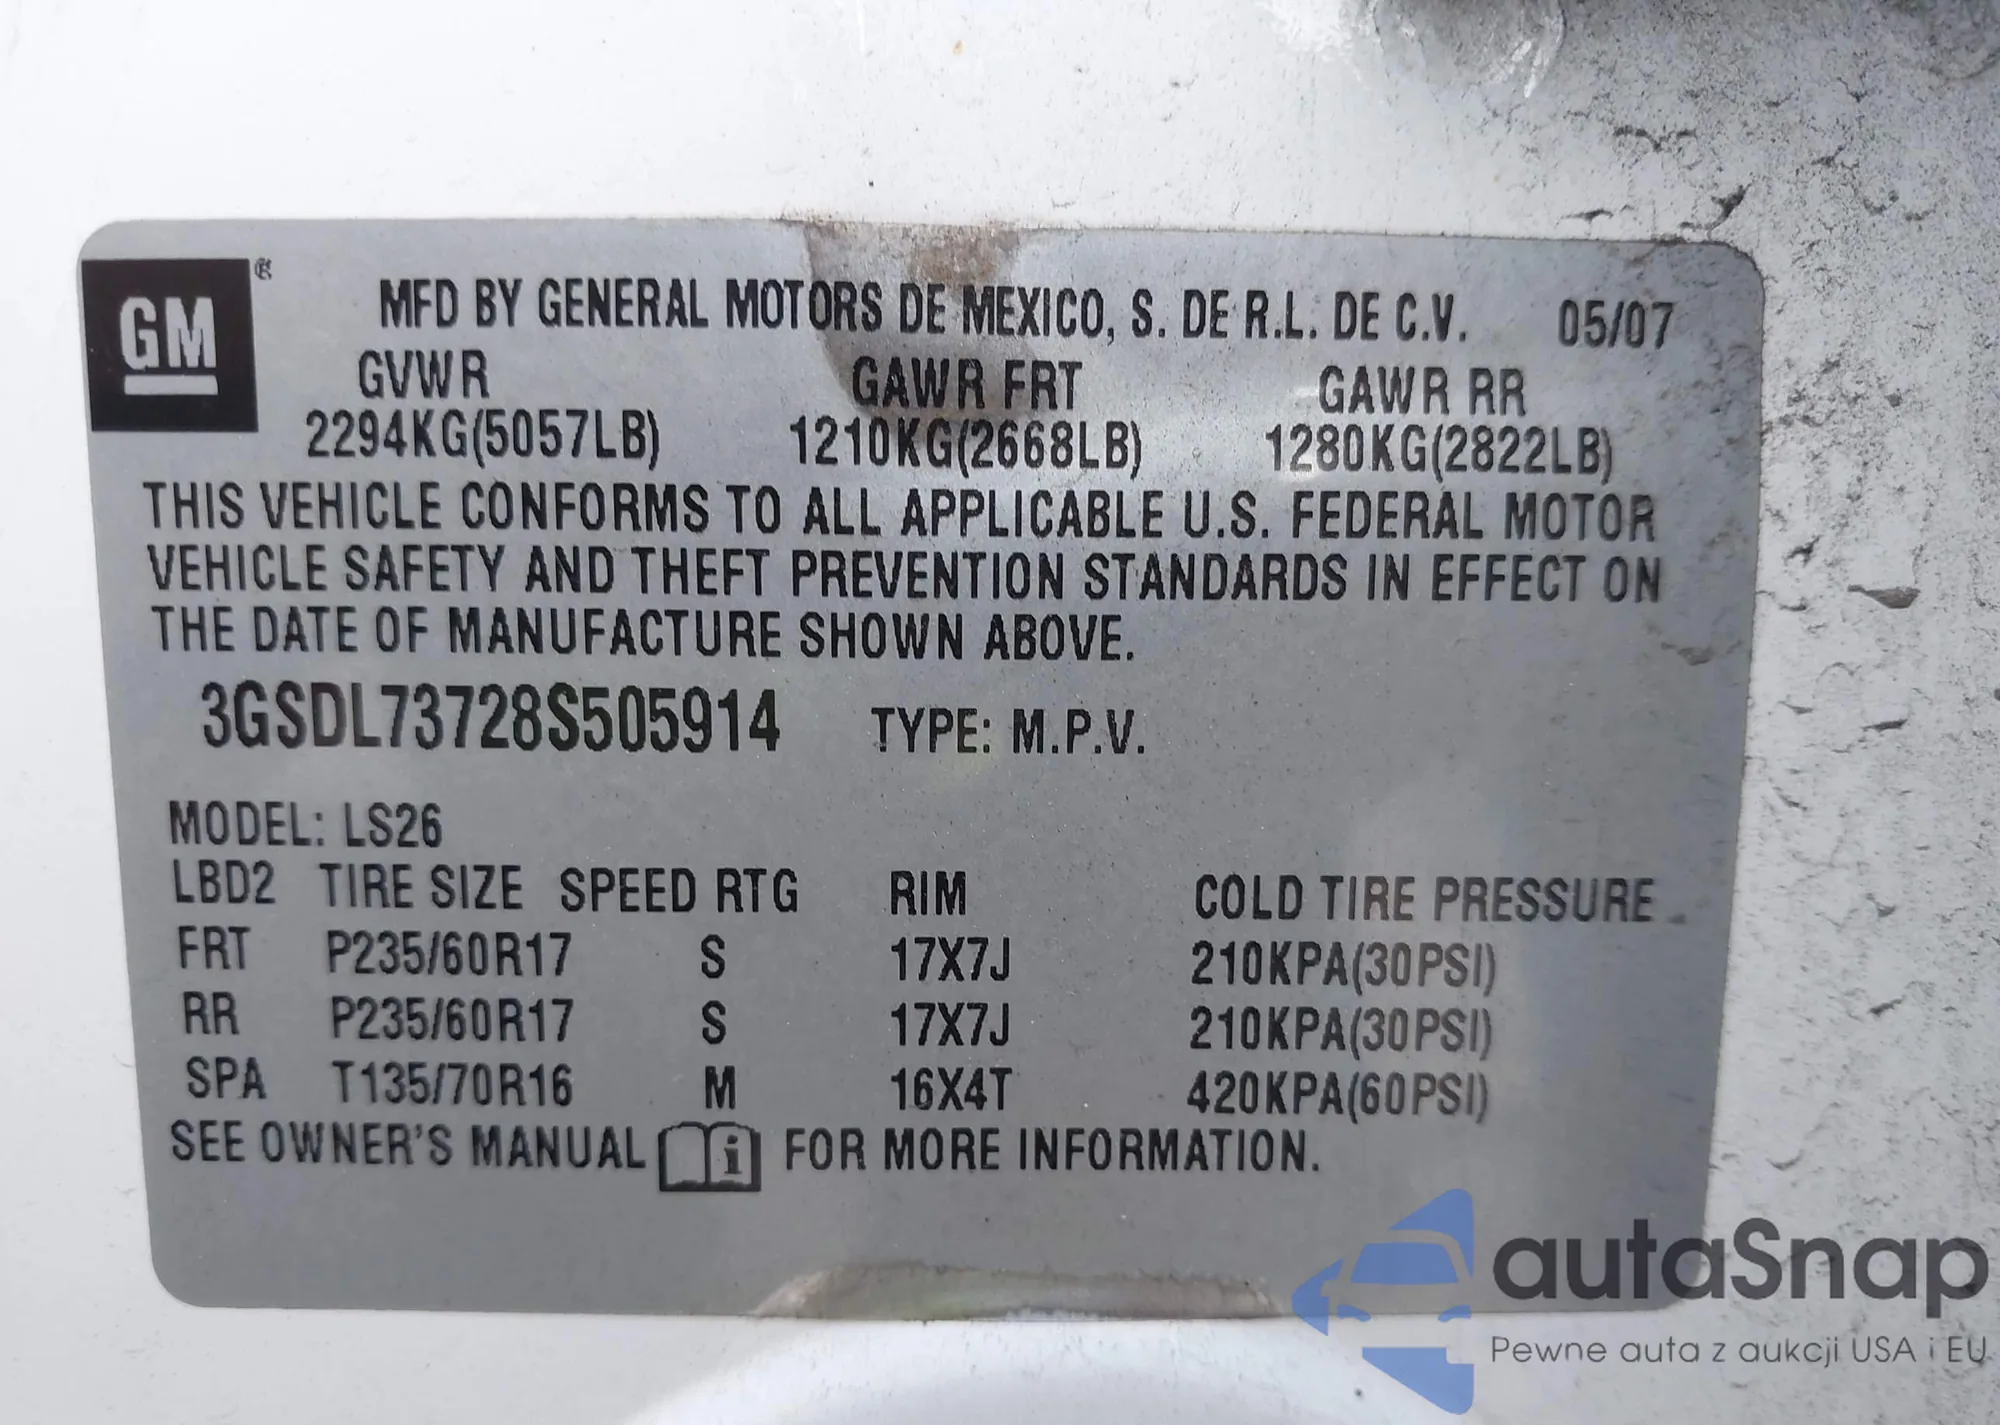 GM ®
MFD BY GENERAL MOTORS DE MEXICO, S. DE R.L. DE C.V. 05/07
GVWR GAWR FRT GAWR RR
2294KG(5057LB) 1210KG(2668LB) 1280KG(2822LB)
THIS VEHICLE CONFORMS TO ALL APPLICABLE U.S. FEDERAL MOTOR
VEHICLE SAFETY AND THEFT PREVENTION STANDARDS IN EFFECT ON
THE DATE OF MANUFACTURE SHOWN ABOVE.
3GSDL73728S505914 TYPE: M.P.V.
MODEL: LS26
LBD2 TIRE SIZE SPEED RTG RIM COLD TIRE PRESSURE
FRT P235/60R17 S 17X7J 210KPA(30PSI)
RR P235/60R17 S 17X7J 210KPA(30PSI)
SPA T135/70R16 M 16X4T 420KPA(60PSI)
SEE OWNER'S MANUAL i FOR MORE INFORMATION.
autaSnap
Pewne auta z aukcji USA i EU